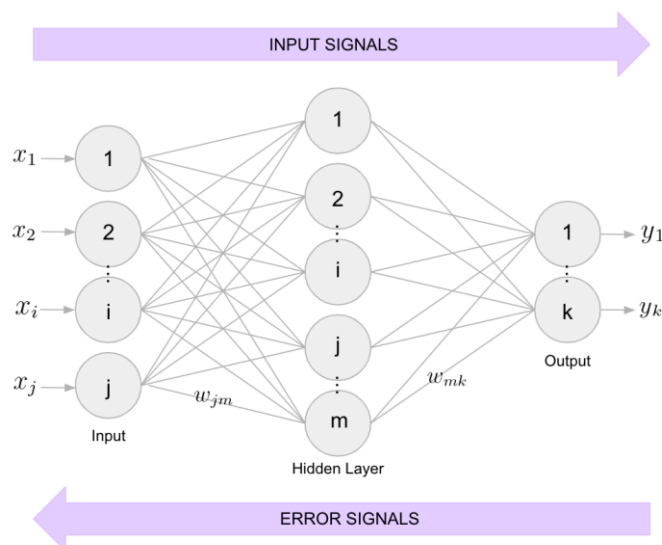 INPUT SIGNALS
1
x₁ 1
2
x₂ 2 1 y₁
⋮
i
xᵢ i k yₖ
j
Output
xⱼ j
wₘₖ
wⱼₘ
m
Input
Hidden Layer
ERROR SIGNALS